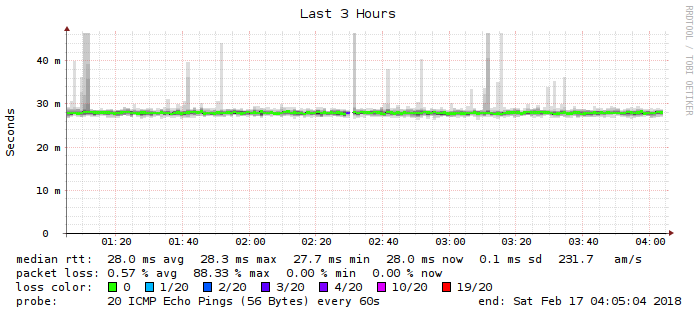 Last 3 Hours
RRDTOOL / TOBI OETIKER
Seconds
40 m
30 m
20 m
10 m
0
01:20 01:40 02:00 02:20 02:40 03:00 03:20 03:40 04:00
median rtt: 28.0 ms avg 28.3 ms max 27.7 ms min 28.0 ms now 0.1 ms sd 231.7 am/s
packet loss: 0.57 % avg 88.33 % max 0.00 % min 0.00 % now
loss color: 0 1/20 2/20 3/20 4/20 10/20 19/20
probe: 20 ICMP Echo Pings (56 Bytes) every 60s end: Sat Feb 17 04:05:04 2018